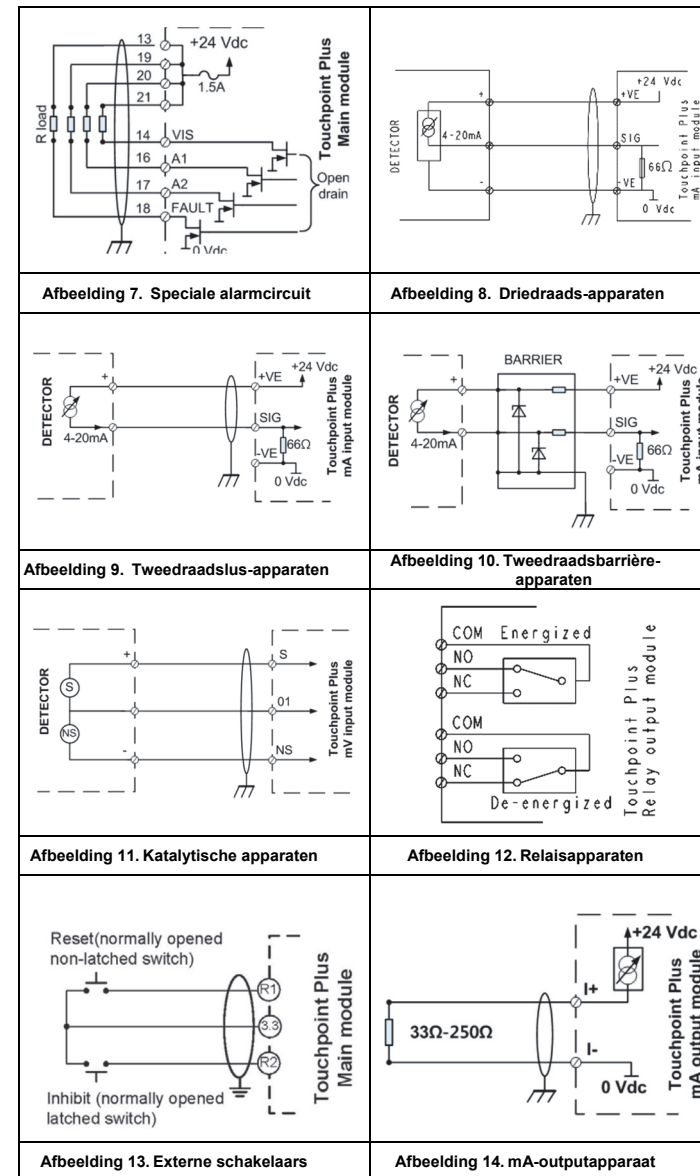 13
+24 Vdc
19
20
21
1.5A
R load
14
VIS
16
A1
17
A2
18
FAULT
Open
drain
0 Vdc
Touchpoint Plus
Main module
Afbeelding 7. Speciale alarmcircuit
DETECTOR
+
4-20mA
-
+24 Vdc
+VE
SIG
66Ω
-VE
0 Vdc
Touchpoint Plus
mA input module
Afbeelding 8. Driedraads-apparaten
DETECTOR
+
4-20mA
+VE
+24 Vdc
SIG
66Ω
-VE
0 Vdc
Touchpoint Plus
mA input module
Afbeelding 9. Tweedraadslus-apparaten
DETECTOR
+
4-20mA
BARRIER
+VE
+24 Vdc
SIG
66Ω
-VE
0 Vdc
Touchpoint Plus
mA input module
Afbeelding 10. Tweedraadsbarrière-
apparaten
DETECTOR
S
NS
+
-
S
01
NS
Touchpoint Plus
mV input module
Afbeelding 11. Katalytische apparaten
COM Energized
NO
NC
COM
NO
NC
De-energized
Touchpoint Plus
Relay output module
Afbeelding 12. Relaisapparaten
Reset(normally opened
non-latched switch)
R1
3.3
R2
Inhibit (normally opened
latched switch)
Touchpoint Plus
Main module
Afbeelding 13. Externe schakelaars
33Ω-250Ω
+24 Vdc
I+
I-
0 Vdc
Touchpoint Plus
mA output module
Afbeelding 14. mA-outputapparaat